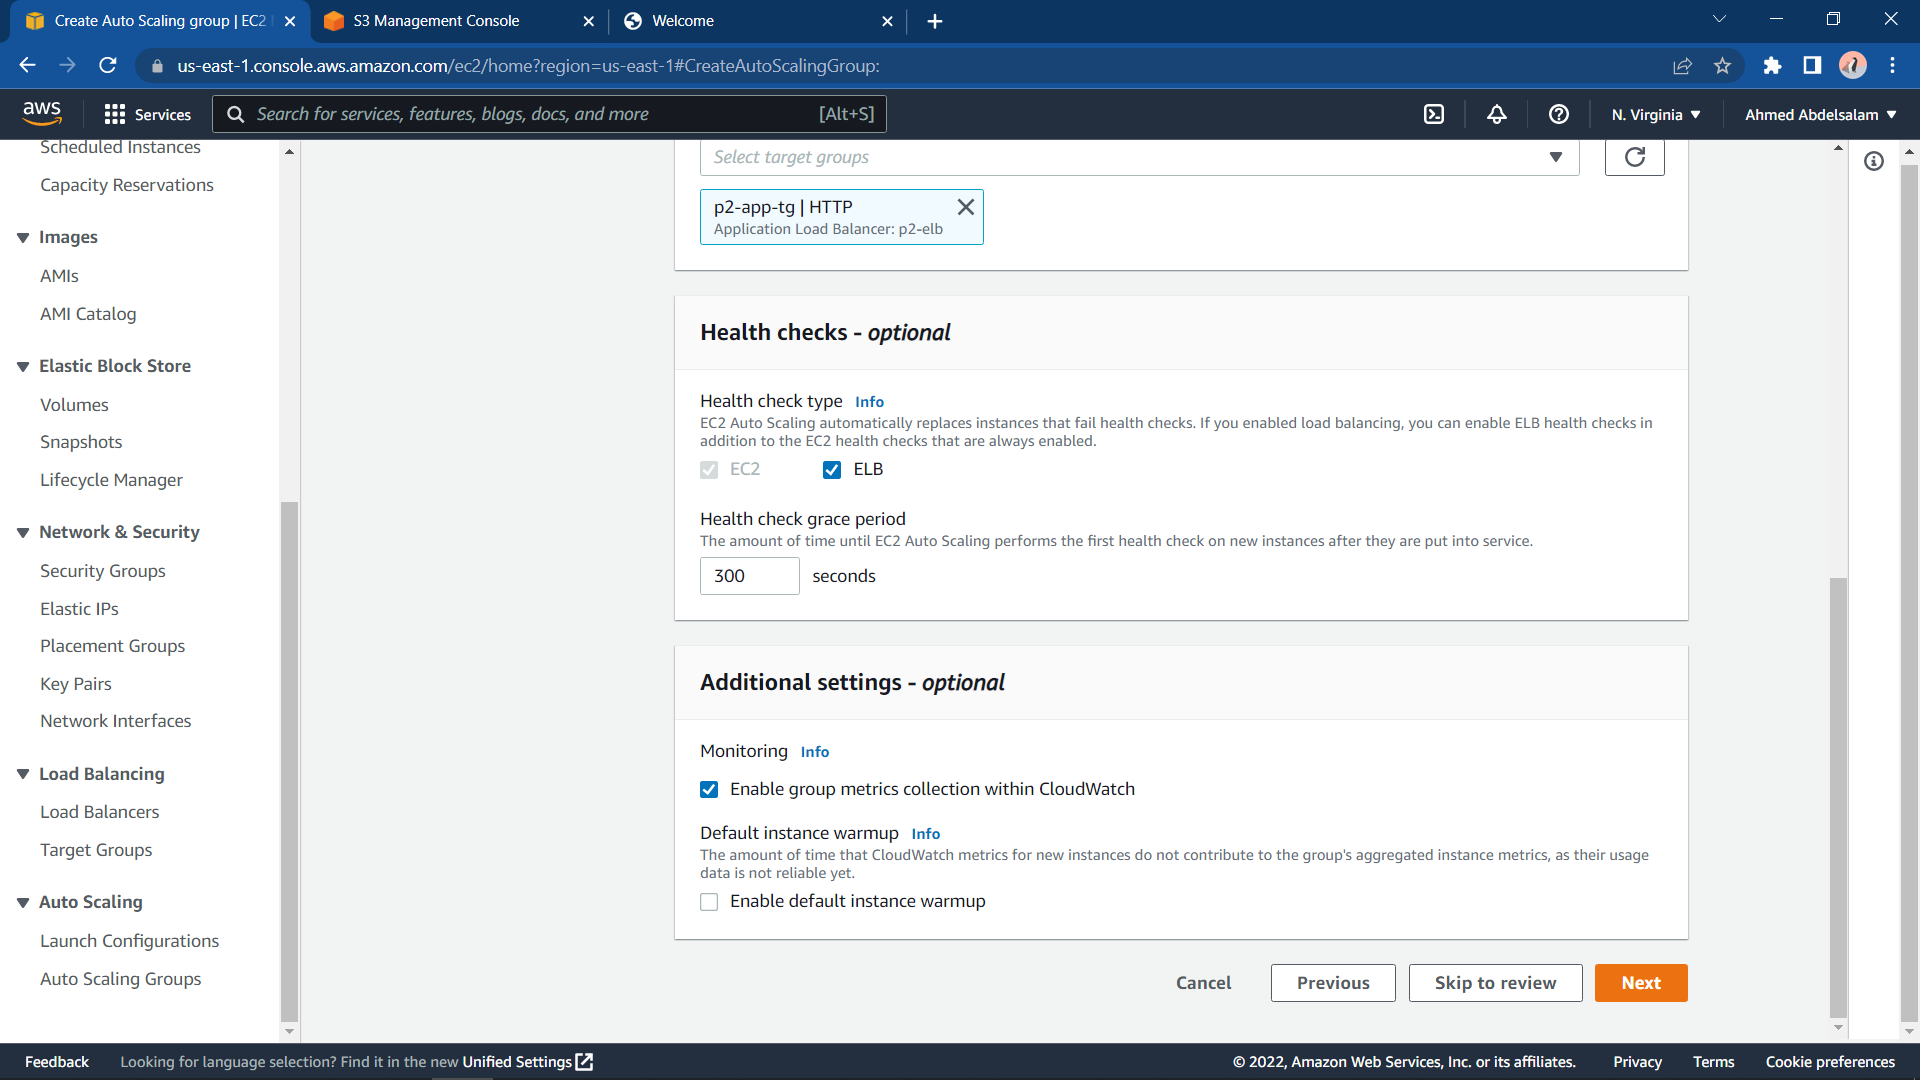 Create Auto Scaling group | EC2
S3 Management Console
Welcome
us-east-1.console.aws.amazon.com/ec2/home?region=us-east-1#CreateAutoScalingGroup:
aws
Services
Search for services, features, blogs, docs, and more
[Alt+S]
N. Virginia
Ahmed Abdelsalam
Scheduled Instances
Capacity Reservations
Images
AMIs
AMI Catalog
Elastic Block Store
Volumes
Snapshots
Lifecycle Manager
Network & Security
Security Groups
Elastic IPs
Placement Groups
Key Pairs
Network Interfaces
Load Balancing
Load Balancers
Target Groups
Auto Scaling
Launch Configurations
Auto Scaling Groups
Select target groups
p2-app-tg | HTTP
Application Load Balancer: p2-elb
Health checks - optional
Health check type Info
EC2 Auto Scaling automatically replaces instances that fail health checks. If you enabled load balancing, you can enable ELB health checks in
addition to the EC2 health checks that are always enabled.
EC2 ELB
Health check grace period
The amount of time until EC2 Auto Scaling performs the first health check on new instances after they are put into service.
300 seconds
Additional settings - optional
Monitoring Info
Enable group metrics collection within CloudWatch
Default instance warmup Info
The amount of time that CloudWatch metrics for new instances do not contribute to the group's aggregated instance metrics, as their usage
data is not reliable yet.
Enable default instance warmup
Cancel Previous Skip to review Next
Feedback
Looking for language selection? Find it in the new Unified Settings
© 2022, Amazon Web Services, Inc. or its affiliates.
Privacy
Terms
Cookie preferences